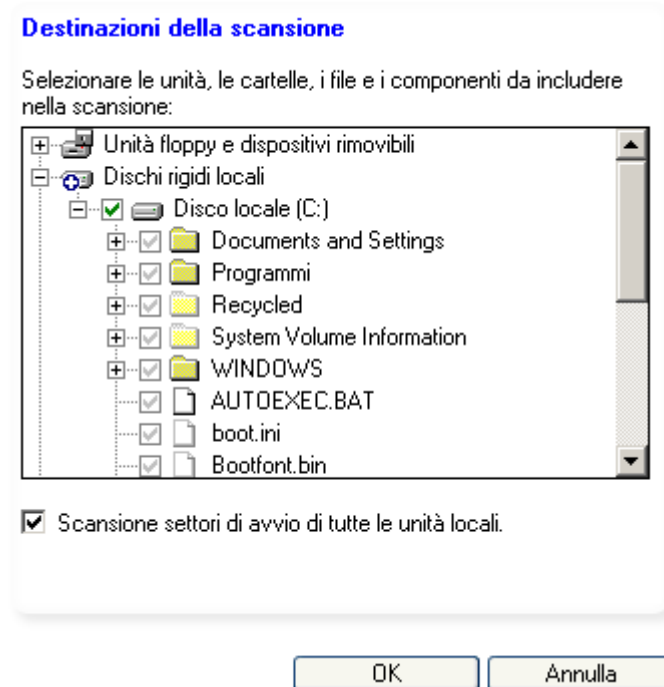 Destinazioni della scansione
Selezionare le unità, le cartelle, i file e i componenti da includere
nella scansione:
Unità floppy e dispositivi rimovibili
Dischi rigidi locali
Disco locale (C:)
Documents and Settings
Programmi
Recycled
System Volume Information
WINDOWS
AUTOEXEC.BAT
boot.ini
Bootfont.bin
Scansione settori di avvio di tutte le unità locali.
OK Annulla